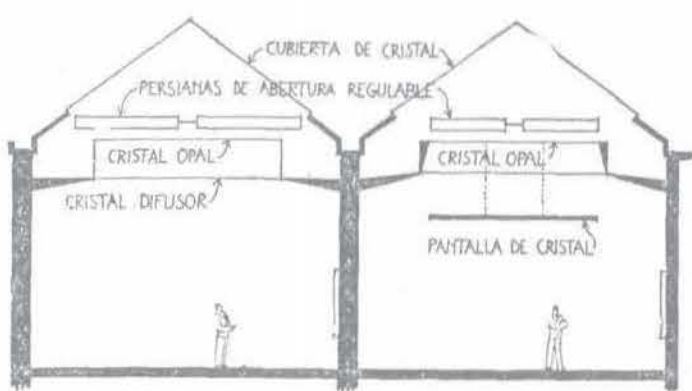 CUBIERTA DE CRISTAL
PERSIANAS DE ABERTURA REGULABLE
CRISTAL OPAL
CRISTAL OPAL
CRISTAL DIFUSOR
PANTALLA DE CRISTAL